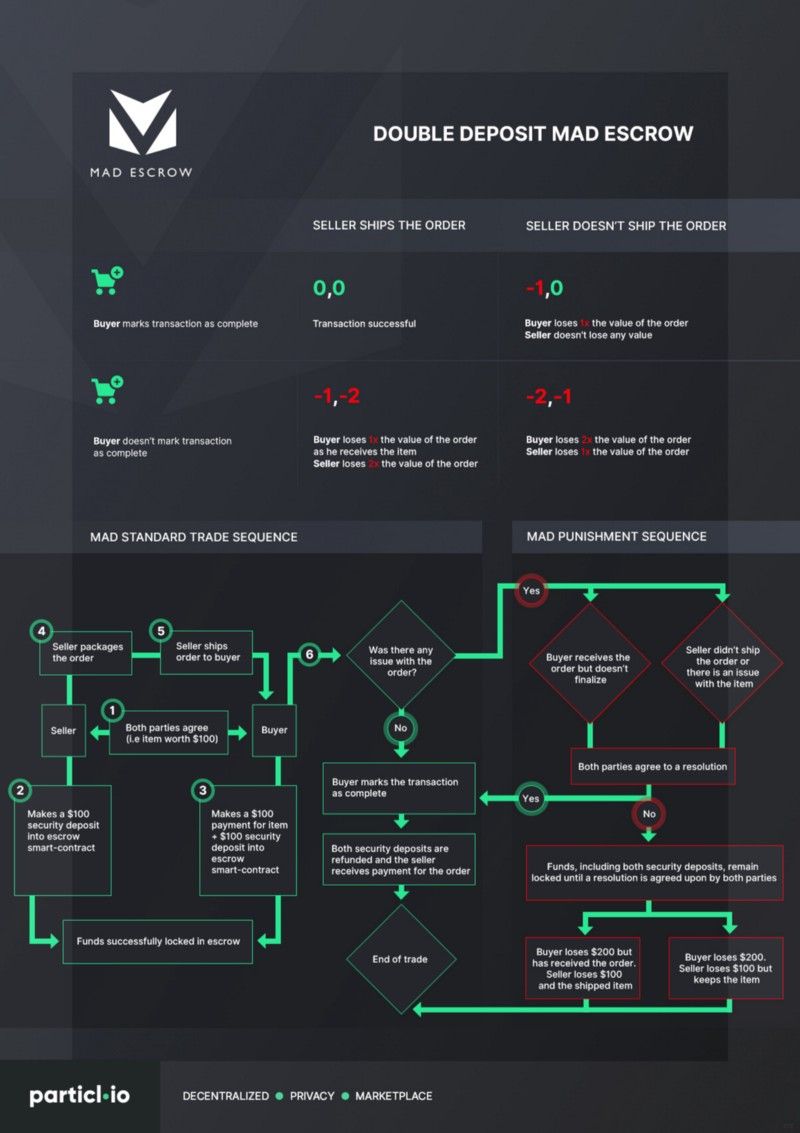 MAD ESCROW
DOUBLE DEPOSIT MAD ESCROW
SELLER SHIPS THE ORDER
SELLER DOESN'T SHIP THE ORDER
Buyer marks transaction as complete
0,0
Transaction successful
-1,0
Buyer loses 1x the value of the order
Seller doesn't lose any value
Buyer doesn't mark transaction
as complete
-1,-2
Buyer loses 1x the value of the order
as he receives the item
Seller loses 2x the value of the order
-2,-1
Buyer loses 2x the value of the order
Seller loses 1x the value of the order
MAD STANDARD TRADE SEQUENCE
4
Seller packages
the order
5
Seller ships
order to buyer
Seller
1
Both parties agree
(i.e item worth $100)
Buyer
2
Makes a $100
security deposit
into escrow
smart-contract
3
Makes a $100
payment for item
+ $100 security
deposit into
escrow
smart-contract
Funds successfully locked in escrow
6
Was there any
issue with the
order?
No
Buyer marks the transaction
as complete
Both security deposits are
refunded and the seller
receives payment for the order
End of trade
MAD PUNISHMENT SEQUENCE
Yes
Buyer receives the
order but doesn't
finalize
Seller didn't ship
the order or
there is an issue
with the item
Both parties agree to a resolution
Yes
No
Funds, including both security deposits, remain
locked until a resolution is agreed upon by both parties
Buyer loses $200 but
has received the order.
Seller loses $100
and the shipped item
Buyer loses $200.
Seller loses $100 but
keeps the item
particl.io
DECENTRALIZED ● PRIVACY ● MARKETPLACE